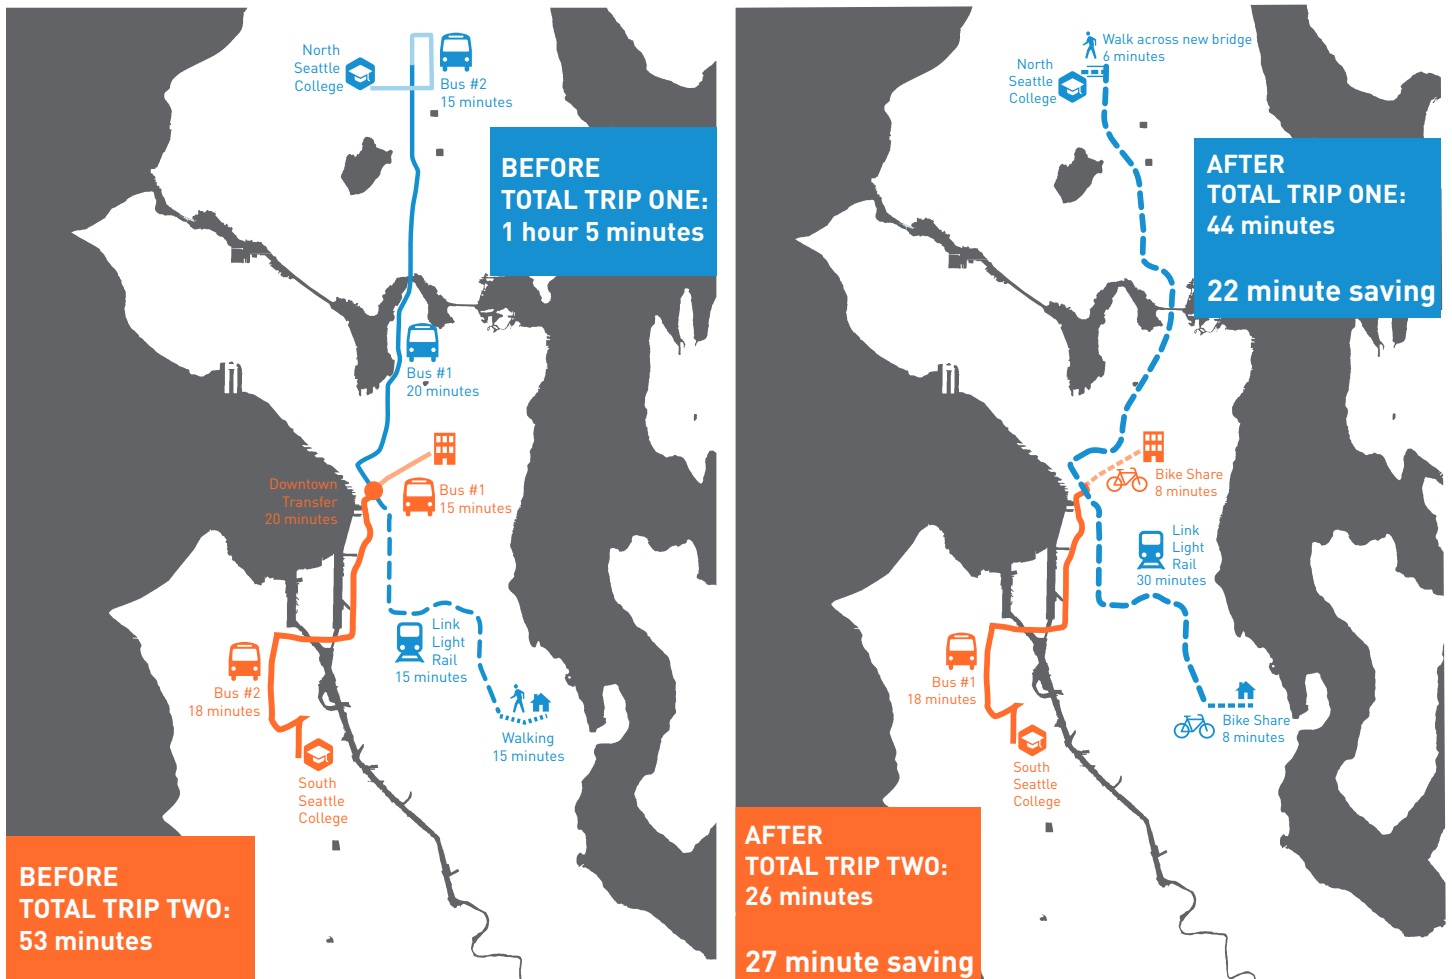 North
Seattle
College
Bus #2
15 minutes
BEFORE
TOTAL TRIP ONE:
1 hour 5 minutes
Bus #1
20 minutes
Downtown
Transfer
20 minutes
Bus #1
15 minutes
Link
Light
Rail
15 minutes
Bus #2
18 minutes
Walking
15 minutes
South
Seattle
College
BEFORE
TOTAL TRIP TWO:
53 minutes
Walk across new bridge
6 minutes
North
Seattle
College
AFTER
TOTAL TRIP ONE:
44 minutes
22 minute saving
Bike Share
8 minutes
Link
Light
Rail
30 minutes
Bus #1
18 minutes
Bike Share
8 minutes
South
Seattle
College
AFTER
TOTAL TRIP TWO:
26 minutes
27 minute saving